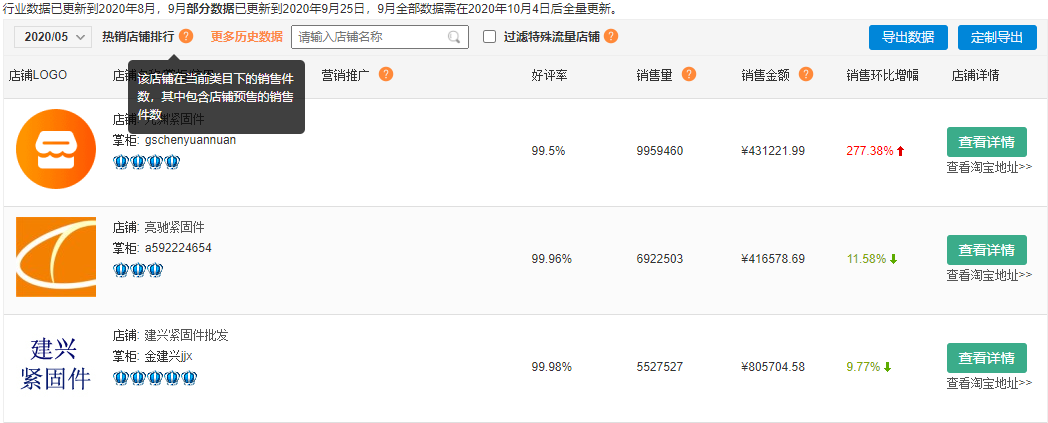 行业数据已更新到2020年8月，9月部分数据已更新到2020年9月25日，9月全部数据需在2020年10月4日后全量更新。
2020/05 热销店铺排行 ? 更多历史数据 请输入店铺名称 过滤特殊流量店铺 ? 导出数据 定制导出
店铺LOGO 营销推广 ? 好评率 销售量 ? 销售金额 ? 销售环比增幅 店铺详情
该店铺在当前类目下的销售件
数，其中包含店铺预售的销售
件数
店铺: 紧固件
掌柜: gschenyuannuan
99.5% 9959460 ¥431221.99 277.38% 查看详情
查看淘宝地址>>
店铺: 高驰紧固件
掌柜: a592224654
99.96% 6922503 ¥416578.69 11.58% 查看详情
查看淘宝地址>>
建兴
紧固件
店铺: 建兴紧固件批发
掌柜: 金建兴jjx
99.98% 5527527 ¥805704.58 9.77% 查看详情
查看淘宝地址>>